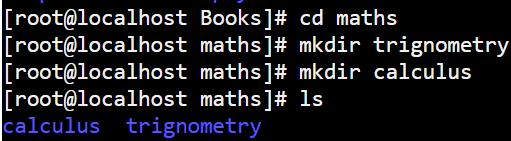 [root@localhost Books]# cd maths
[root@localhost maths]# mkdir trignometry
[root@localhost maths]# mkdir calculus
[root@localhost maths]# ls
calculus  trignometry